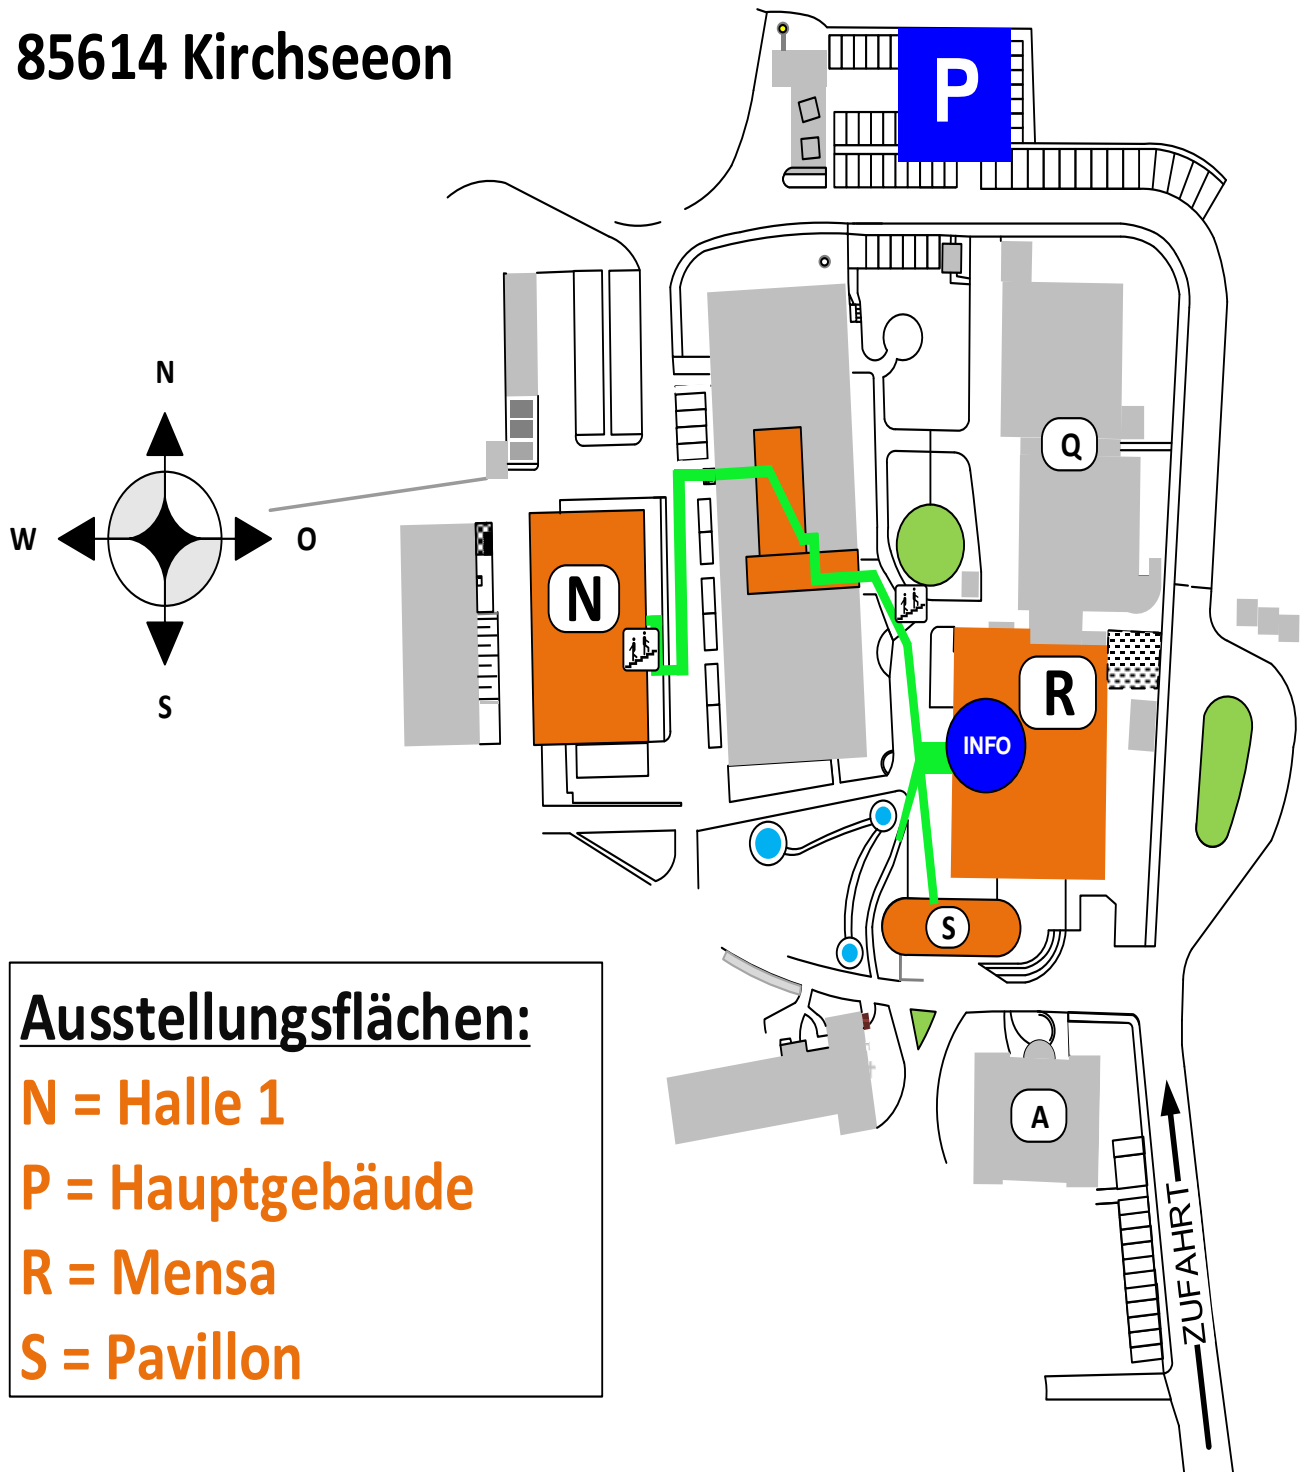 85614 Kirchseeon
P
N
W
O
S
Q
N
R
INFO
S
A
ZUFAHRT
Ausstellungsflächen:
N = Halle 1
P = Hauptgebäude
R = Mensa
S = Pavillon